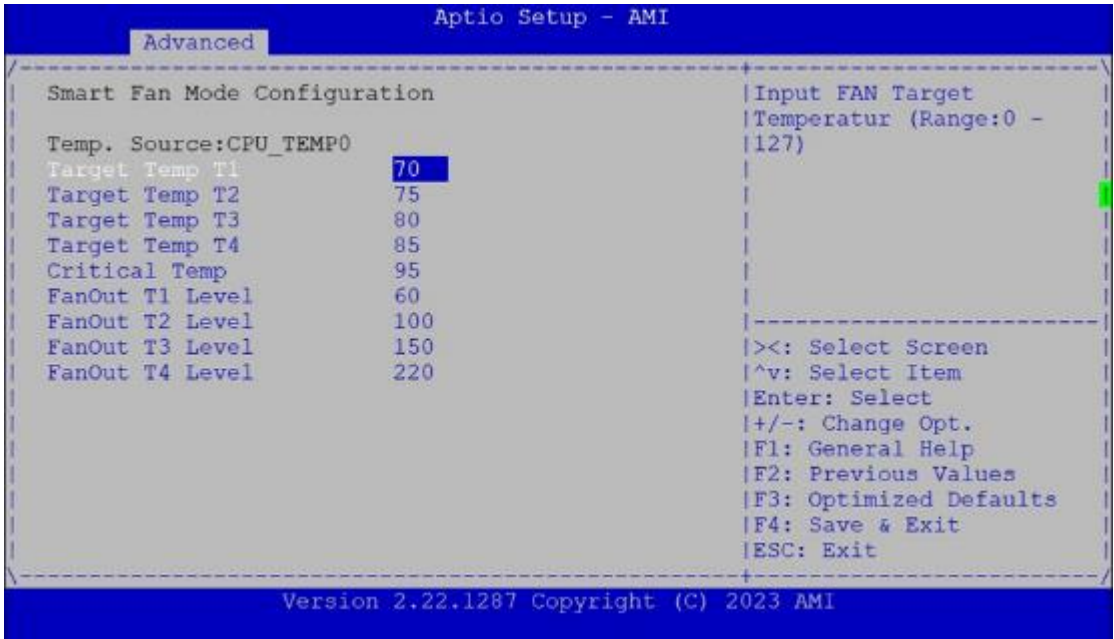 Aptio Setup - AMI
Advanced
Smart Fan Mode Configuration
Temp. Source:CPU_TEMP0
Target Temp T1 70
Target Temp T2 75
Target Temp T3 80
Target Temp T4 85
Critical Temp 95
FanOut T1 Level 60
FanOut T2 Level 100
FanOut T3 Level 150
FanOut T4 Level 220
Input FAN Target
Temperatur (Range:0 -
127)
><: Select Screen
^v: Select Item
Enter: Select
+/-: Change Opt.
F1: General Help
F2: Previous Values
F3: Optimized Defaults
F4: Save & Exit
ESC: Exit
Version 2.22.1287 Copyright (C) 2023 AMI